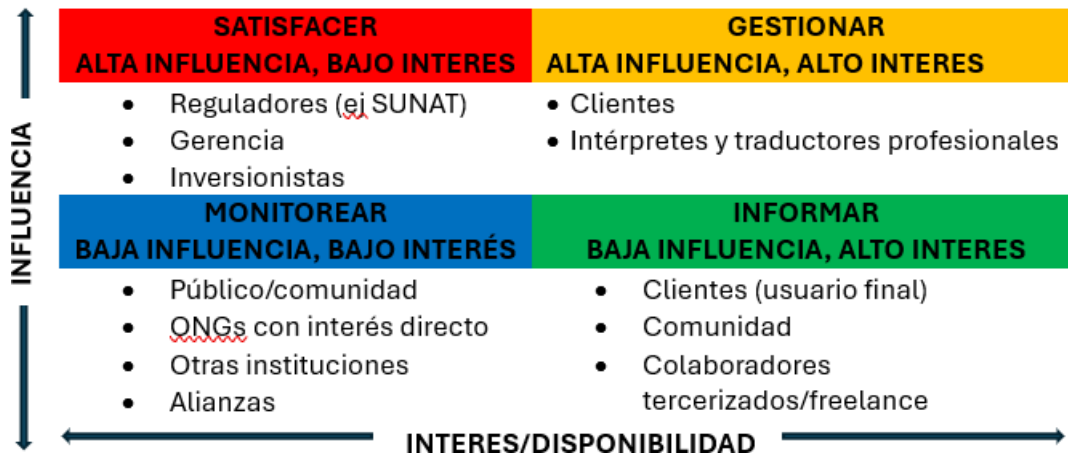 INFLUENCIA
SATISFACER
ALTA INFLUENCIA, BAJO INTERES
• Reguladores (ej SUNAT)
• Gerencia
• Inversionistas
GESTIONAR
ALTA INFLUENCIA, ALTO INTERES
• Clientes
• Intérpretes y traductores profesionales
MONITOREAR
BAJA INFLUENCIA, BAJO INTERÉS
• Público/comunidad
• ONGs con interés directo
• Otras instituciones
• Alianzas
INFORMAR
BAJA INFLUENCIA, ALTO INTERES
• Clientes (usuario final)
• Comunidad
• Colaboradores
tercerizados/freelance
INTERES/DISPONIBILIDAD